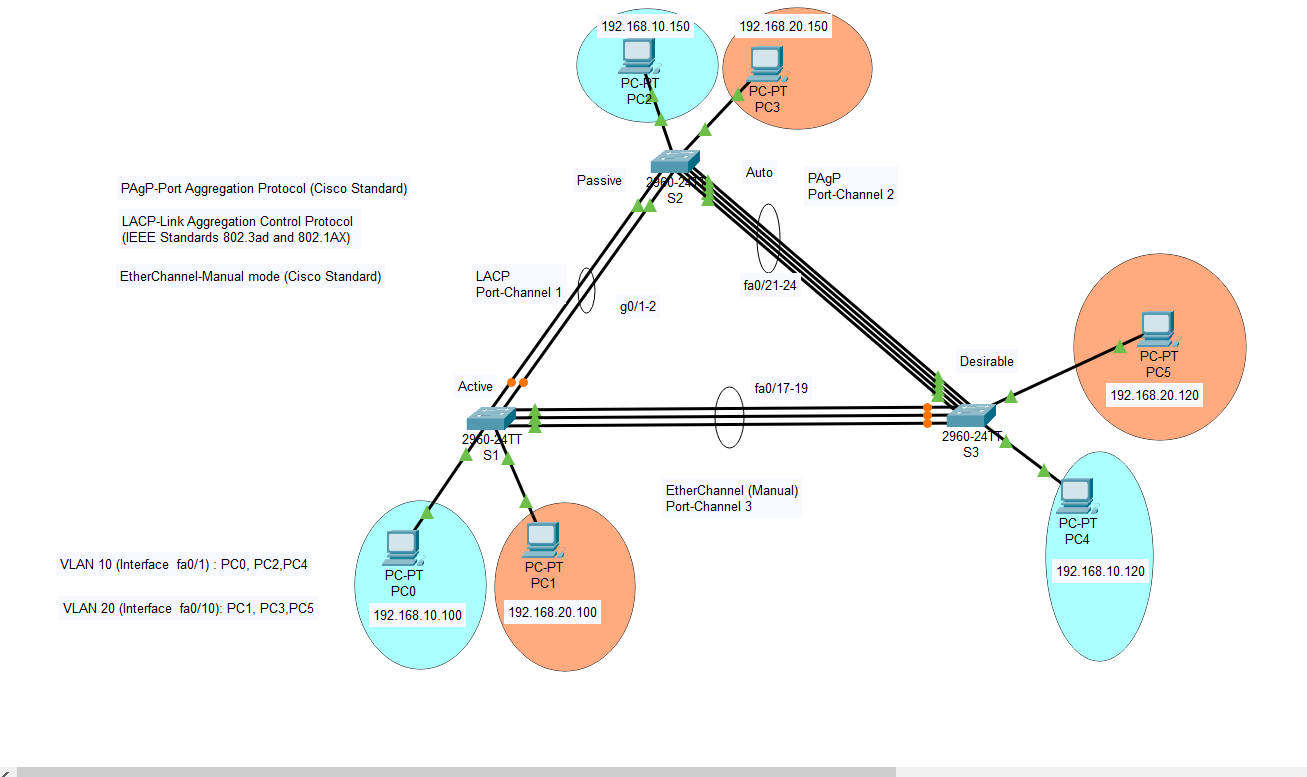 192.168.10.150
192.168.20.150
PC-PT
PC2
PC-PT
PC3
PAgP-Port Aggregation Protocol (Cisco Standard)
LACP-Link Aggregation Control Protocol
(IEEE Standards 802.3ad and 802.1AX)
EtherChannel-Manual mode (Cisco Standard)
Passive
2960-24TT
S2
Auto
PAgP
Port-Channel 2
LACP
Port-Channel 1
g0/1-2
fa0/21-24
Active
2960-24TT
S1
fa0/17-19
Desirable
2960-24TT
S3
PC-PT
PC5
192.168.20.120
EtherChannel (Manual)
Port-Channel 3
PC-PT
PC4
192.168.10.120
VLAN 10 (Interface  fa0/1) : PC0, PC2,PC4
VLAN 20 (Interface  fa0/10): PC1, PC3,PC5
PC-PT
PC0
192.168.10.100
PC-PT
PC1
192.168.20.100